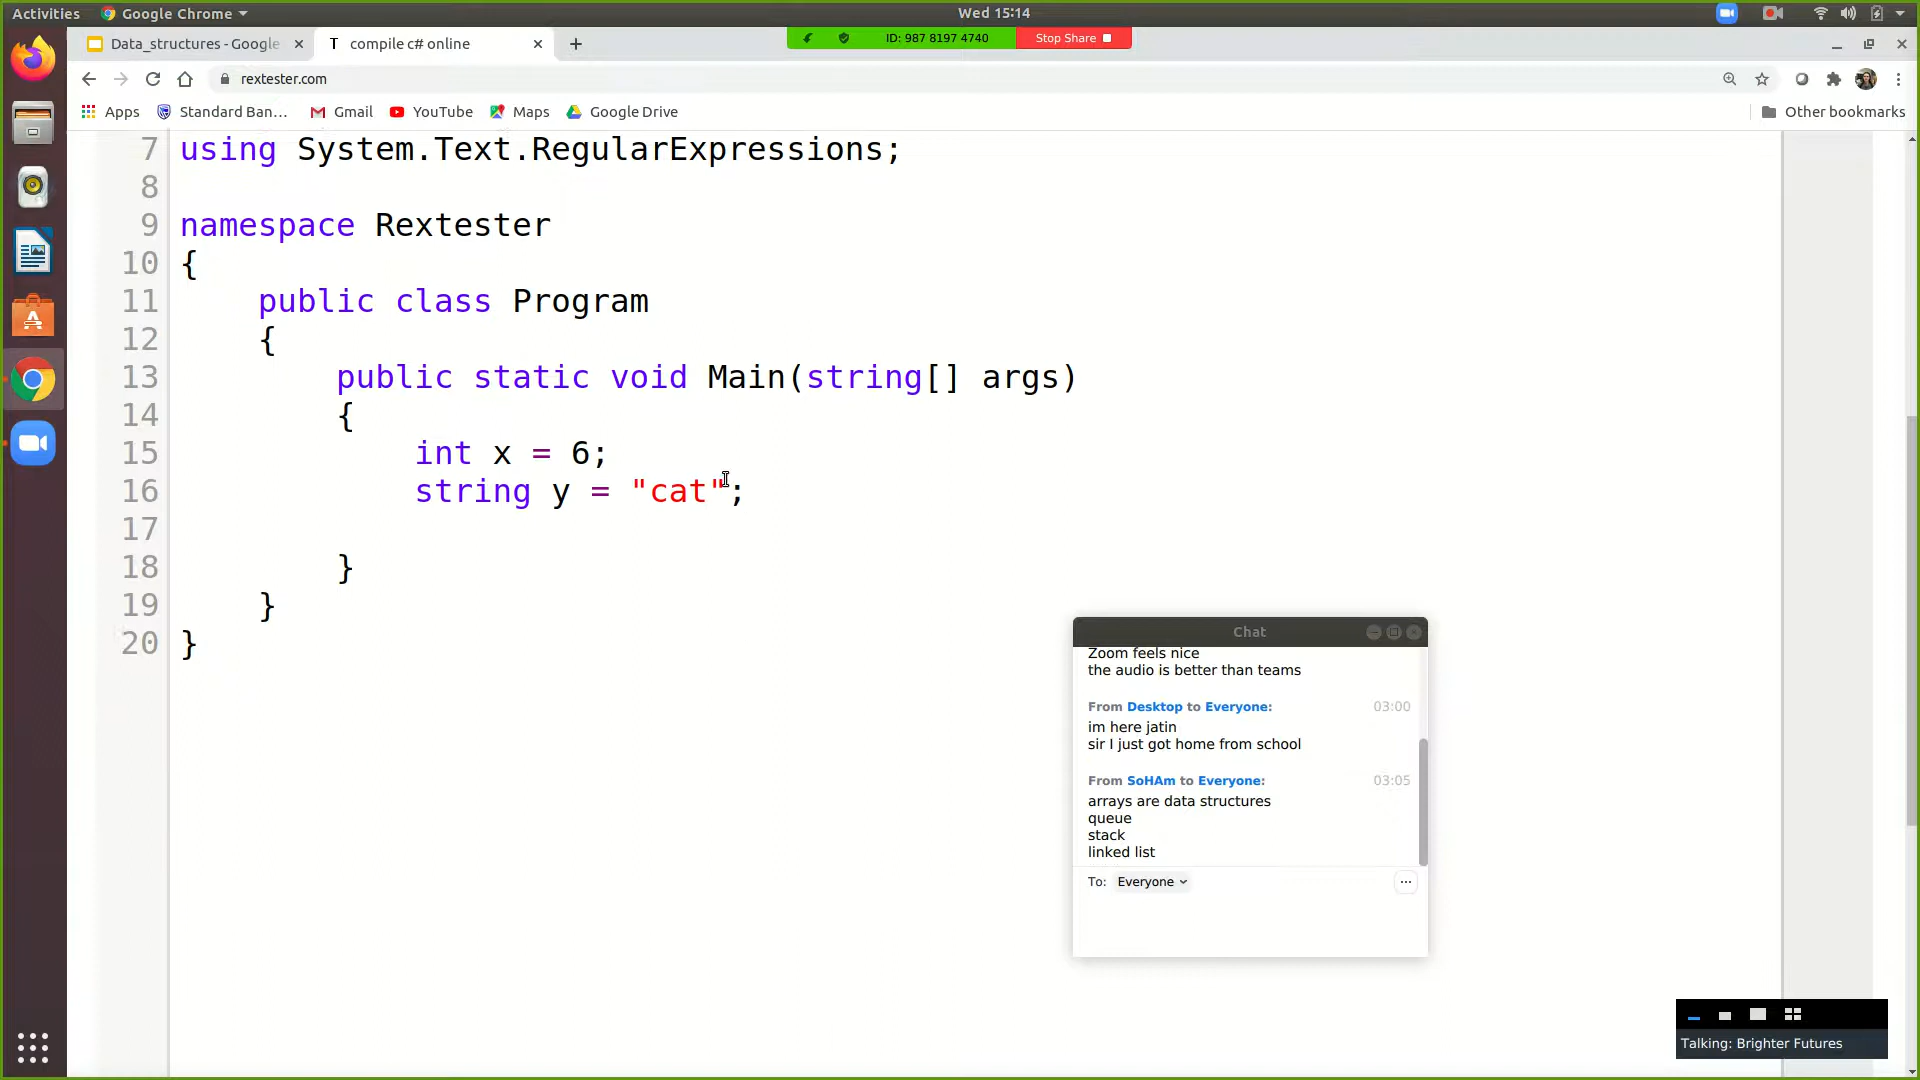 Activities
Google Chrome
Wed 15:14
Data_structures - Google
compile c# online
ID: 987 8197 4740
Stop Share
rextester.com
Apps
Standard Ban...
Gmail
YouTube
Maps
Google Drive
Other bookmarks
7 using System.Text.RegularExpressions;
8
9 namespace Rextester
10 {
11 public class Program
12 {
13 public static void Main(string[] args)
14 {
15 int x = 6;
16 string y = "cat";
17
18 }
19 }
20 }
Chat
Zoom feels nice
the audio is better than teams
From Desktop to Everyone: 03:00
im here jatin
sir I just got home from school
From SoHAm to Everyone: 03:05
arrays are data structures
queue
stack
linked list
To: Everyone
Talking: Brighter Futures